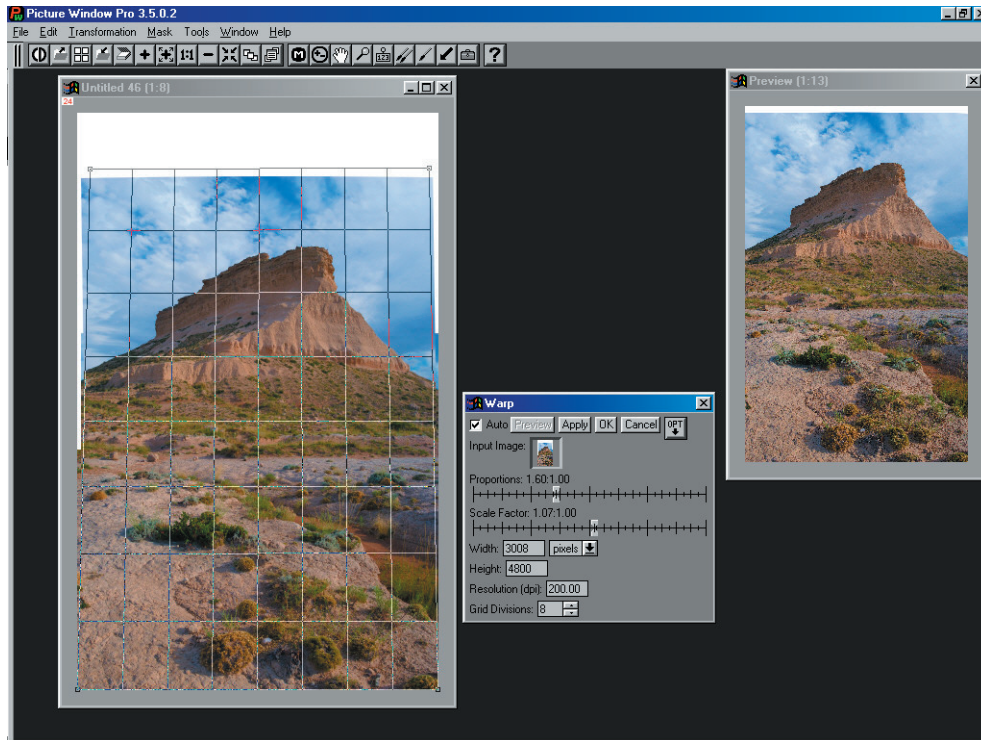 Picture Window Pro 3.5.0.2
File Edit Transformation Mask Tools Window Help
1:1
M
123
?
Untitled 46 (1:8)
24
Preview (1:13)
Warp
Auto Preview Apply OK Cancel OPT
Input Image:
Proportions: 1.60:1.00
Scale Factor: 1.07:1.00
Width: 3008 pixels
Height: 4800
Resolution (dpi): 200.00
Grid Divisions: 8